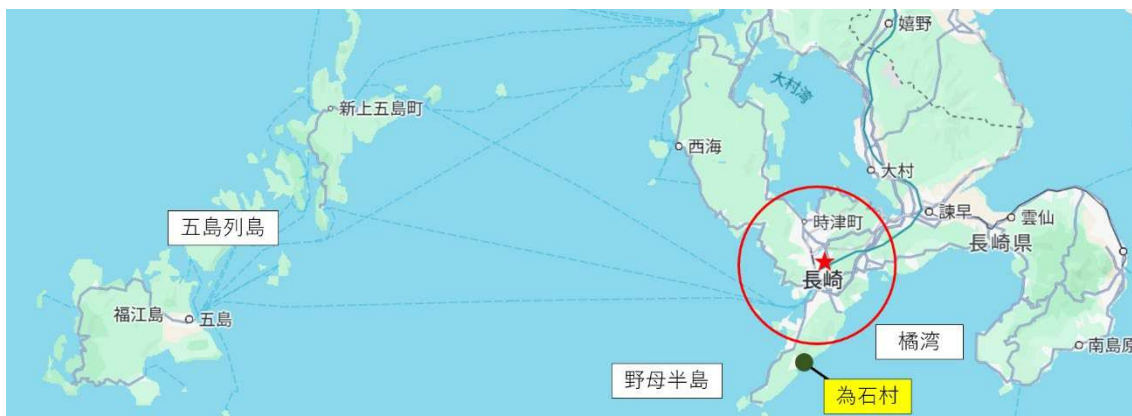 嬉野
大村湾
新上五島町
西海
大村
五島列島
時津町
諫早
雲仙
長崎県
長崎
福江島
五島
橘湾
南島原
野母半島
為石村